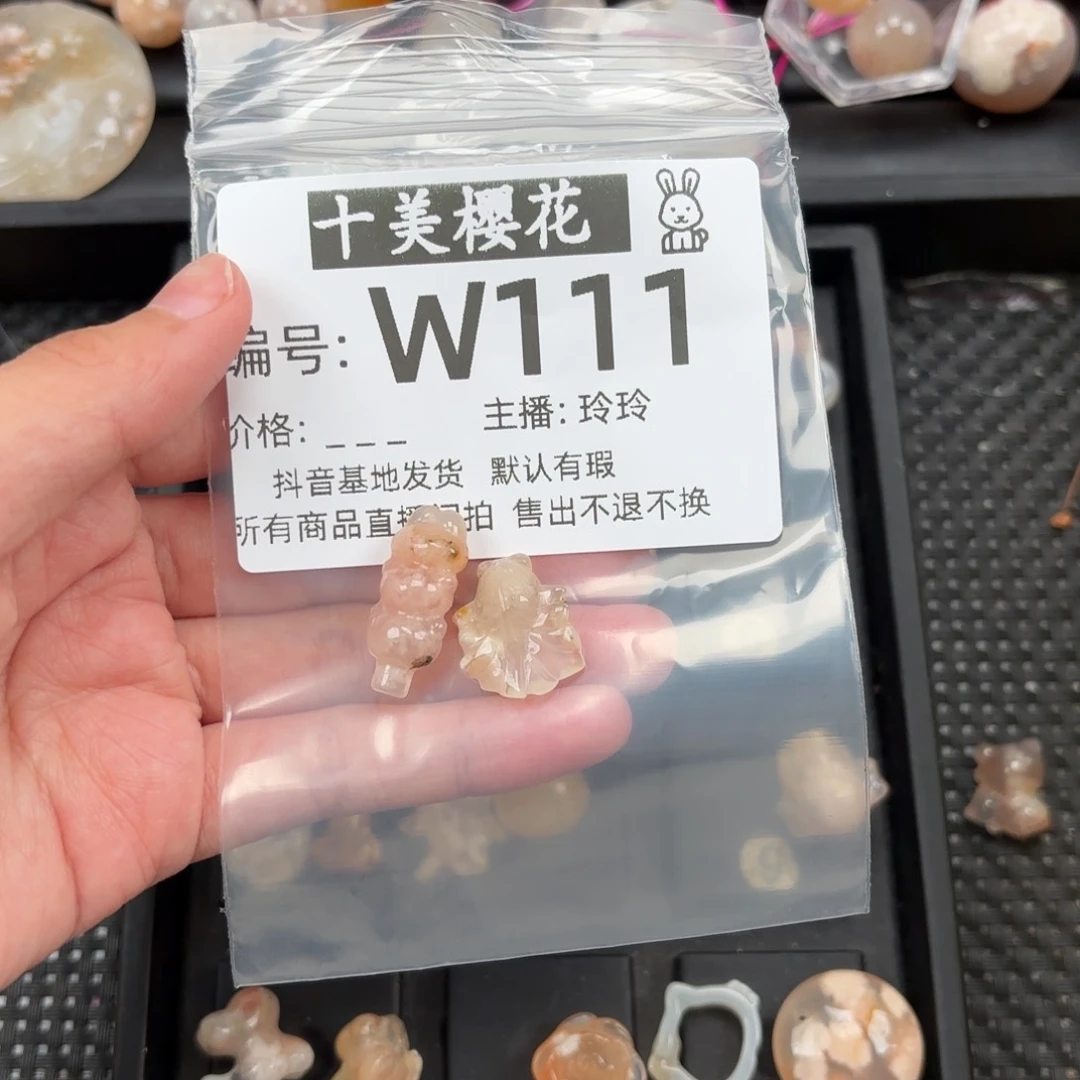 十美樱花
编号: W111
价格: _ _ _ 主播: 玲玲
抖音基地发货 默认有瑕
所有商品直播间拍 售出不退不换